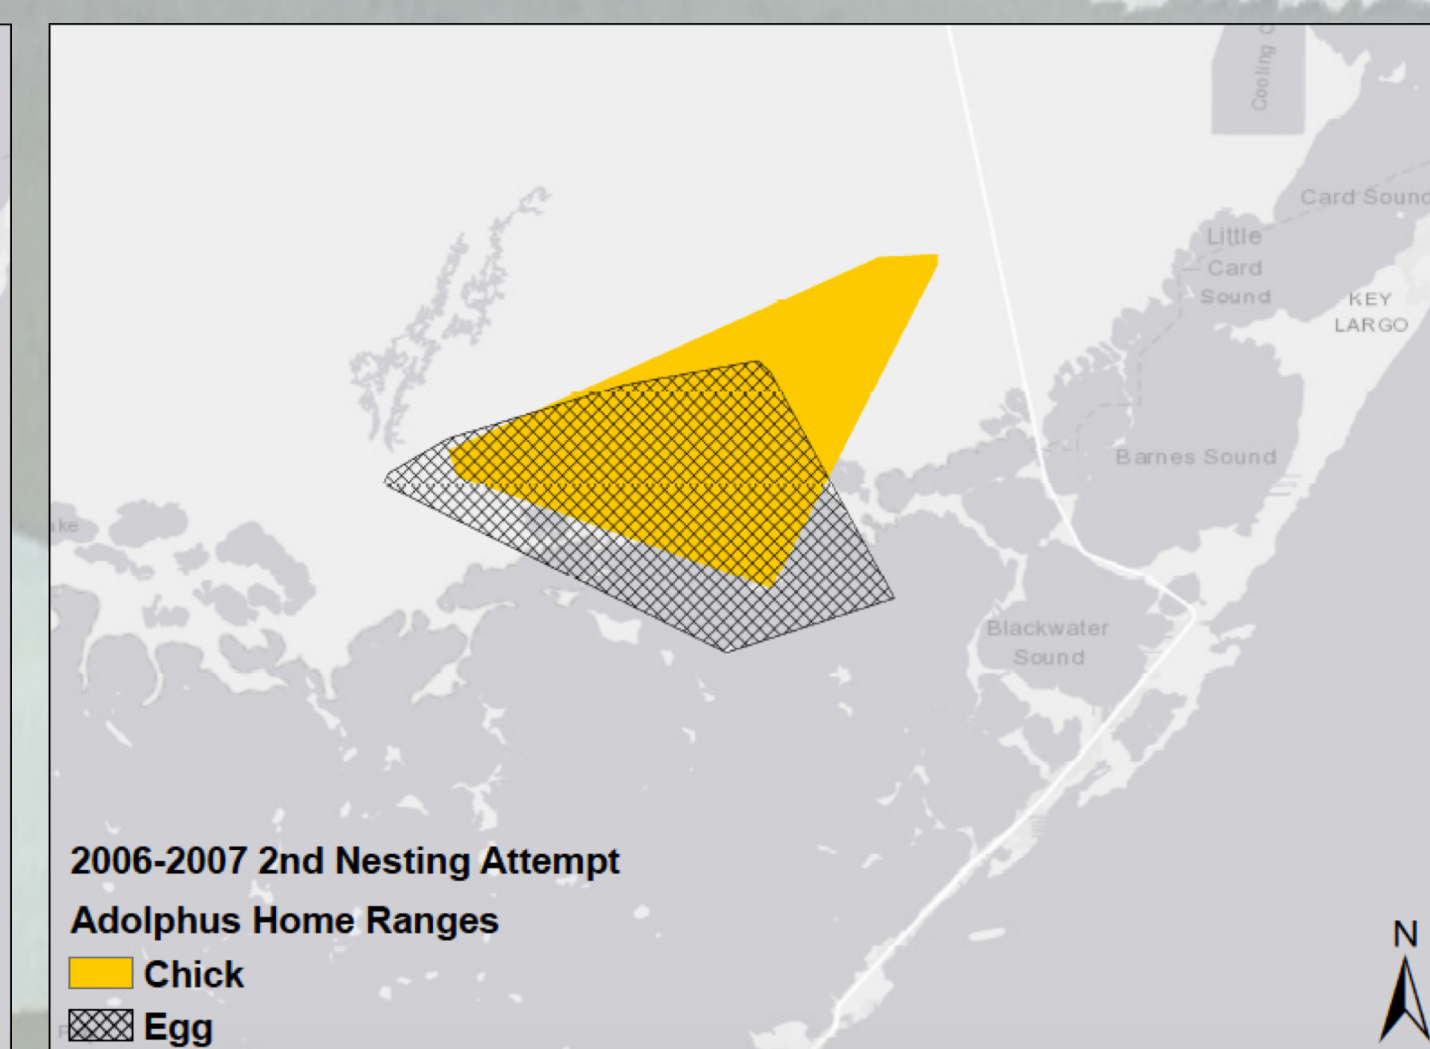 Cooling C
Card Sound
Little
Card
Sound
KEY
LARGO
Barnes Sound
ake
Blackwater
Sound
2006-2007 2nd Nesting Attempt
Adolphus Home Ranges
Chick
Egg
N